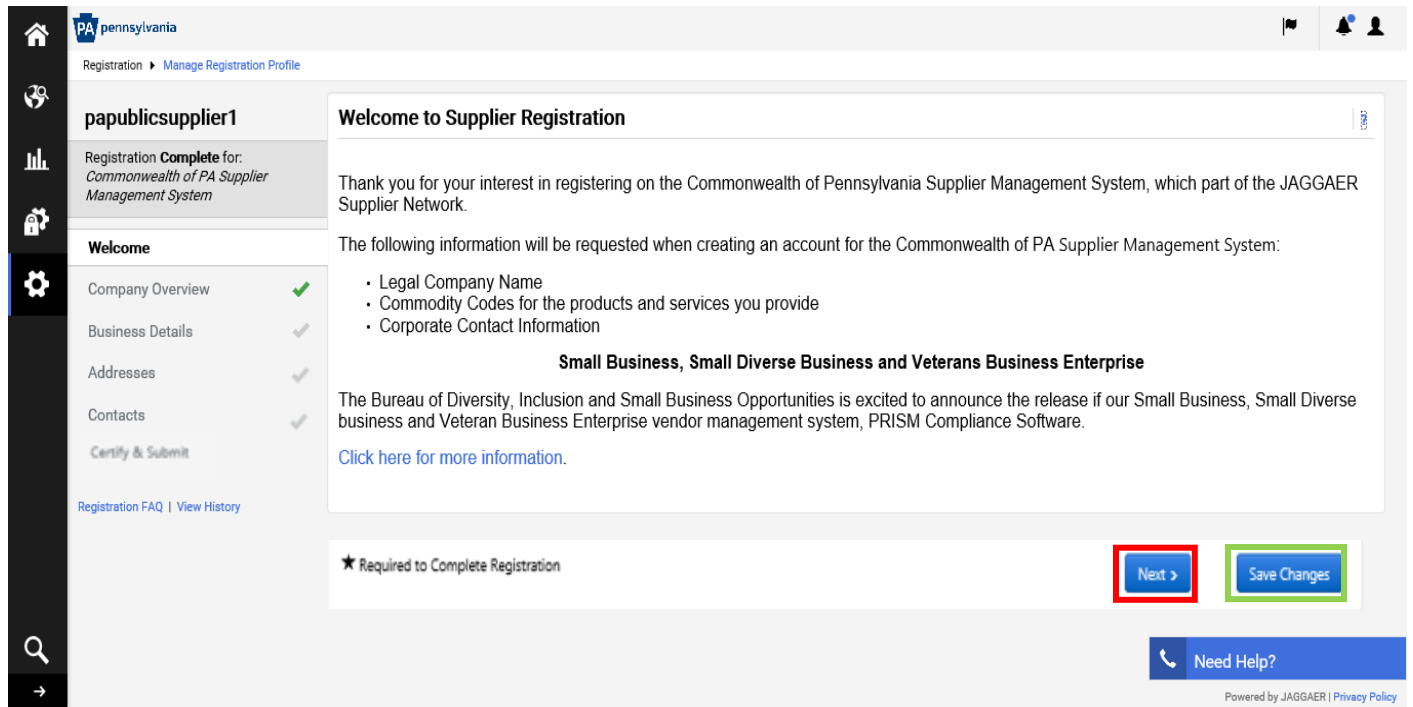 PA pennsylvania
Registration Manage Registration Profile
papublicsupplier1
Registration Complete for:
Commonwealth of PA Supplier
Management System
Welcome
Company Overview
Business Details
Addresses
Contacts
Certify & Submit
Registration FAQ | View History
Welcome to Supplier Registration
?
Thank you for your interest in registering on the Commonwealth of Pennsylvania Supplier Management System, which part of the JAGGAER
Supplier Network.
The following information will be requested when creating an account for the Commonwealth of PA Supplier Management System:
• Legal Company Name
• Commodity Codes for the products and services you provide
• Corporate Contact Information
Small Business, Small Diverse Business and Veterans Business Enterprise
The Bureau of Diversity, Inclusion and Small Business Opportunities is excited to announce the release if our Small Business, Small Diverse
business and Veteran Business Enterprise vendor management system, PRISM Compliance Software.
Click here for more information.
★ Required to Complete Registration
Next >
Save Changes
Need Help?
Powered by JAGGAER | Privacy Policy